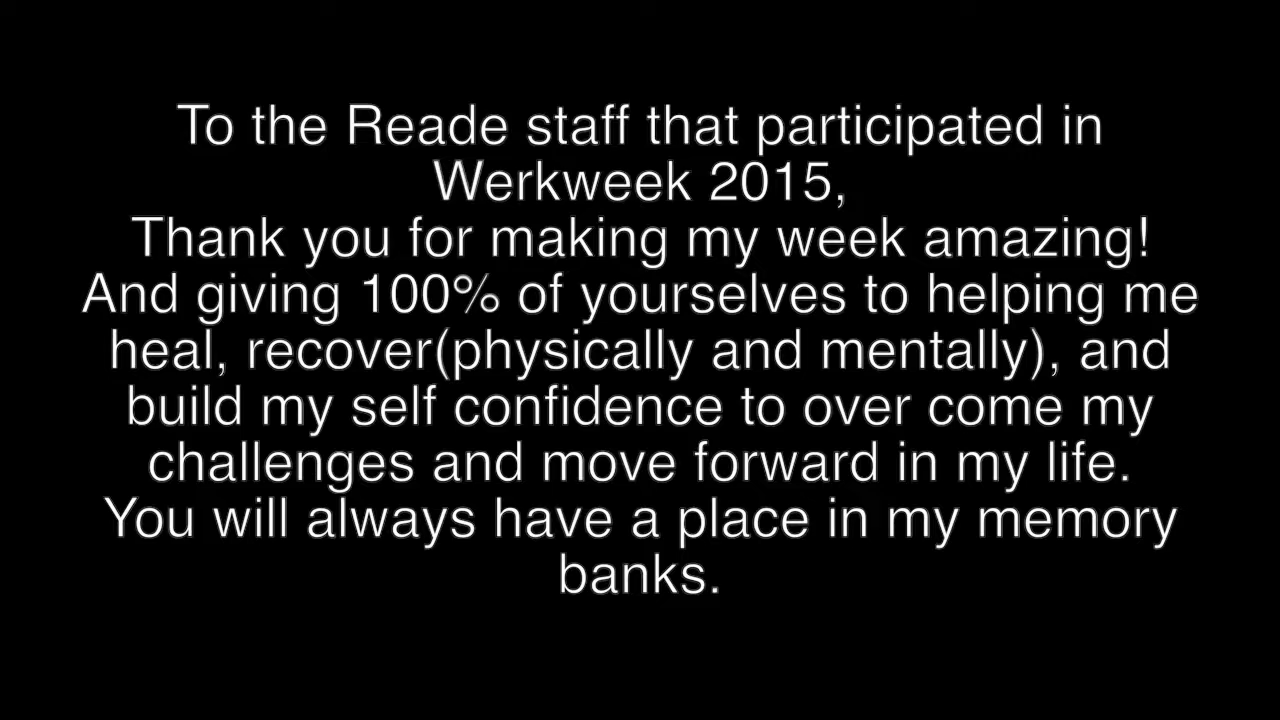 To the Reade staff that participated in
Werkweek 2015,
Thank you for making my week amazing!
And giving 100% of yourselves to helping me
heal, recover(physically and mentally), and
build my self confidence to over come my
challenges and move forward in my life.
You will always have a place in my memory
banks.